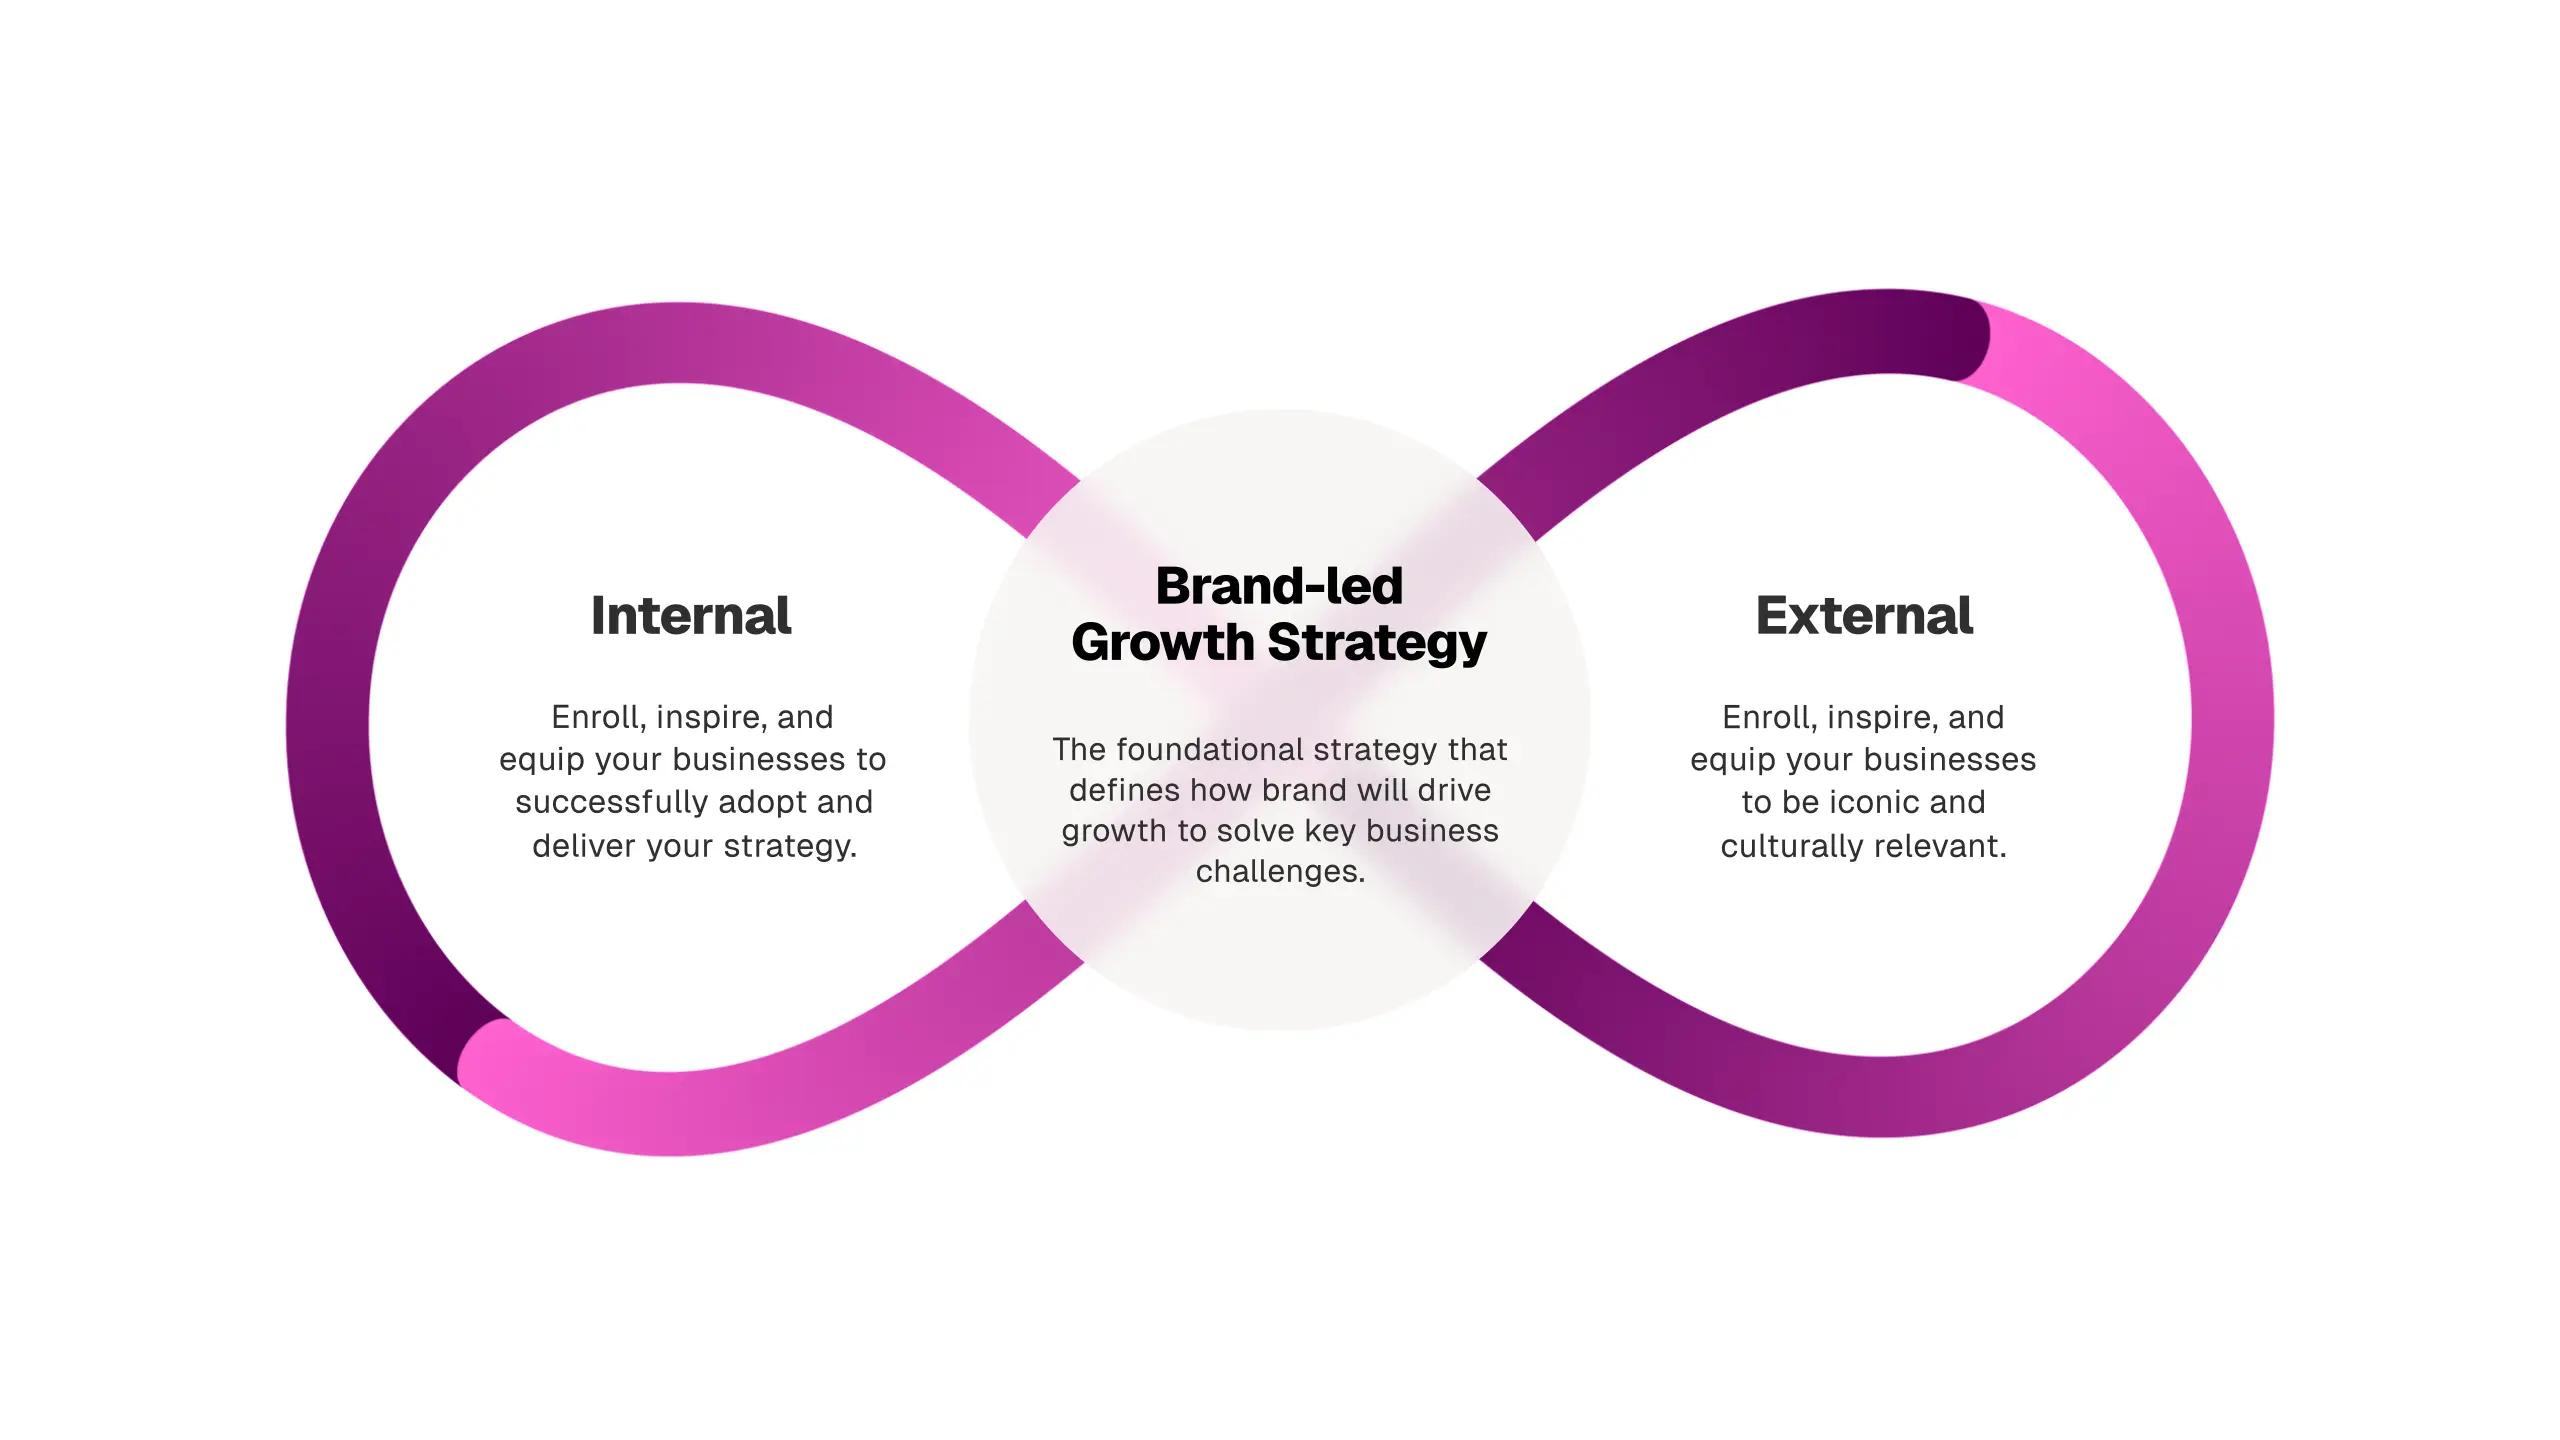 Internal
Enroll, inspire, and
equip your businesses to
successfully adopt and
deliver your strategy.
Brand-led
Growth Strategy
The foundational strategy that
defines how brand will drive
growth to solve key business
challenges.
External
Enroll, inspire, and
equip your businesses
to be iconic and
culturally relevant.